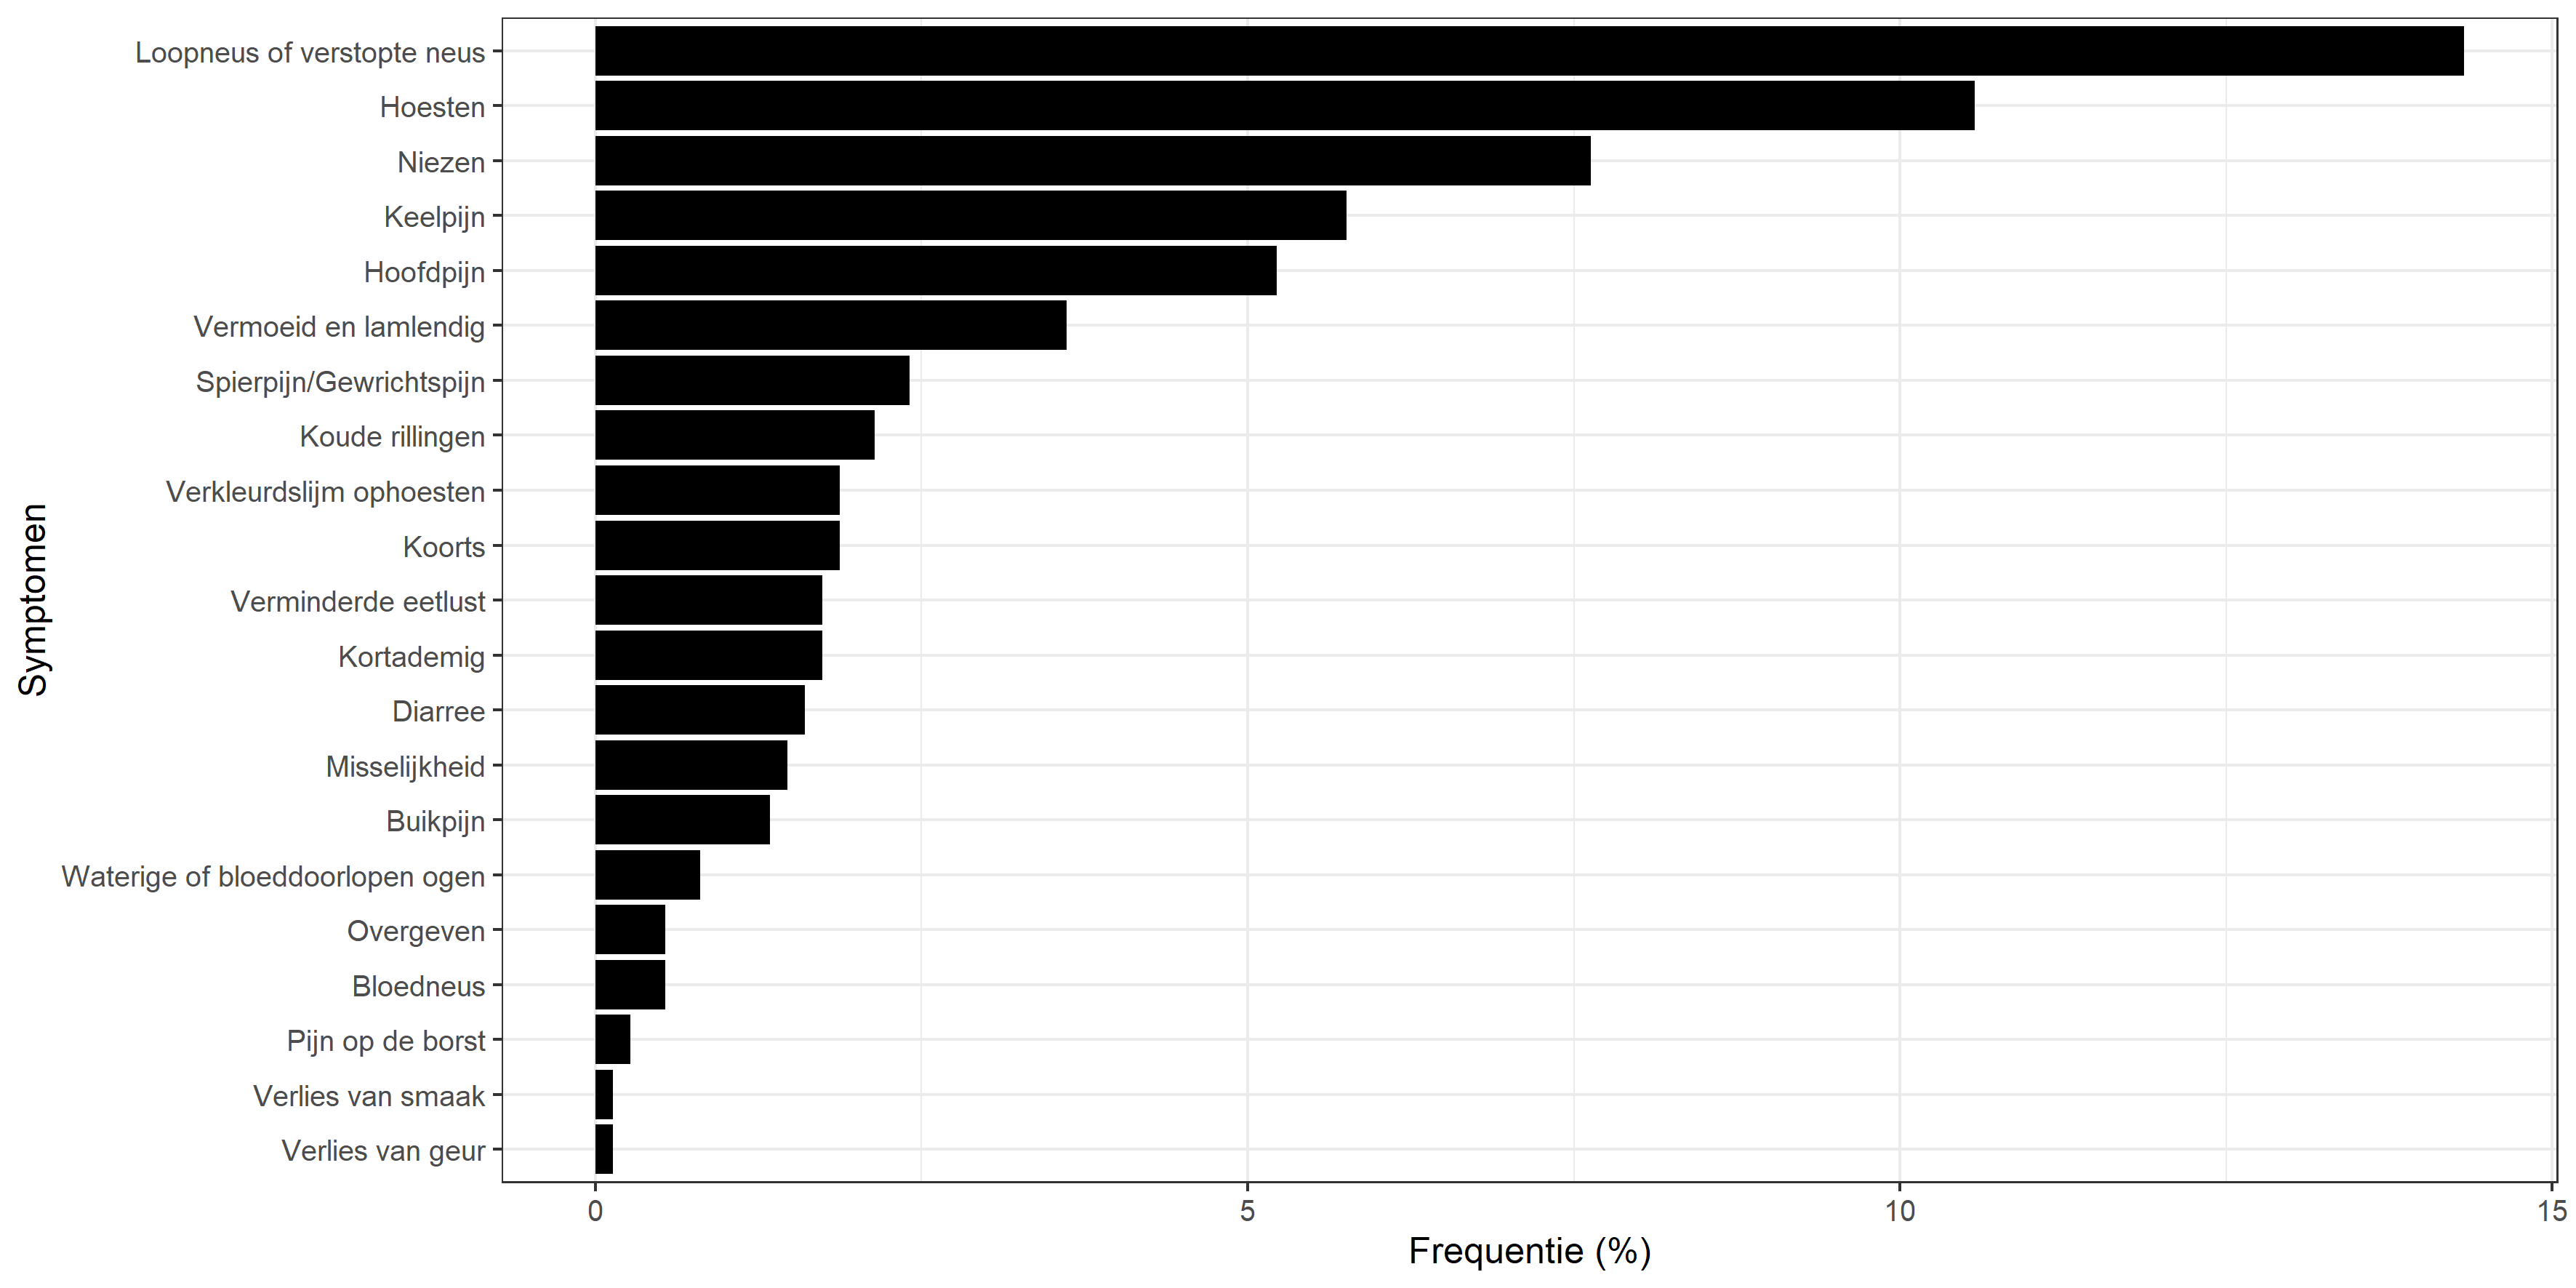 Loopneus of verstopte neus
Hoesten
Niezen
Keelpijn
Hoofdpijn
Vermoeid en lamlendig
Spierpijn/Gewrichtspijn
Koude rillingen
Verkleurdslijm ophoesten
Koorts
Verminderde eetlust
Kortademig
Diarree
Misselijkheid
Buikpijn
Waterige of bloeddoorlopen ogen
Overgeven
Bloedneus
Pijn op de borst
Verlies van smaak
Verlies van geur
Symptomen
0 5 10 15
Frequentie (%)